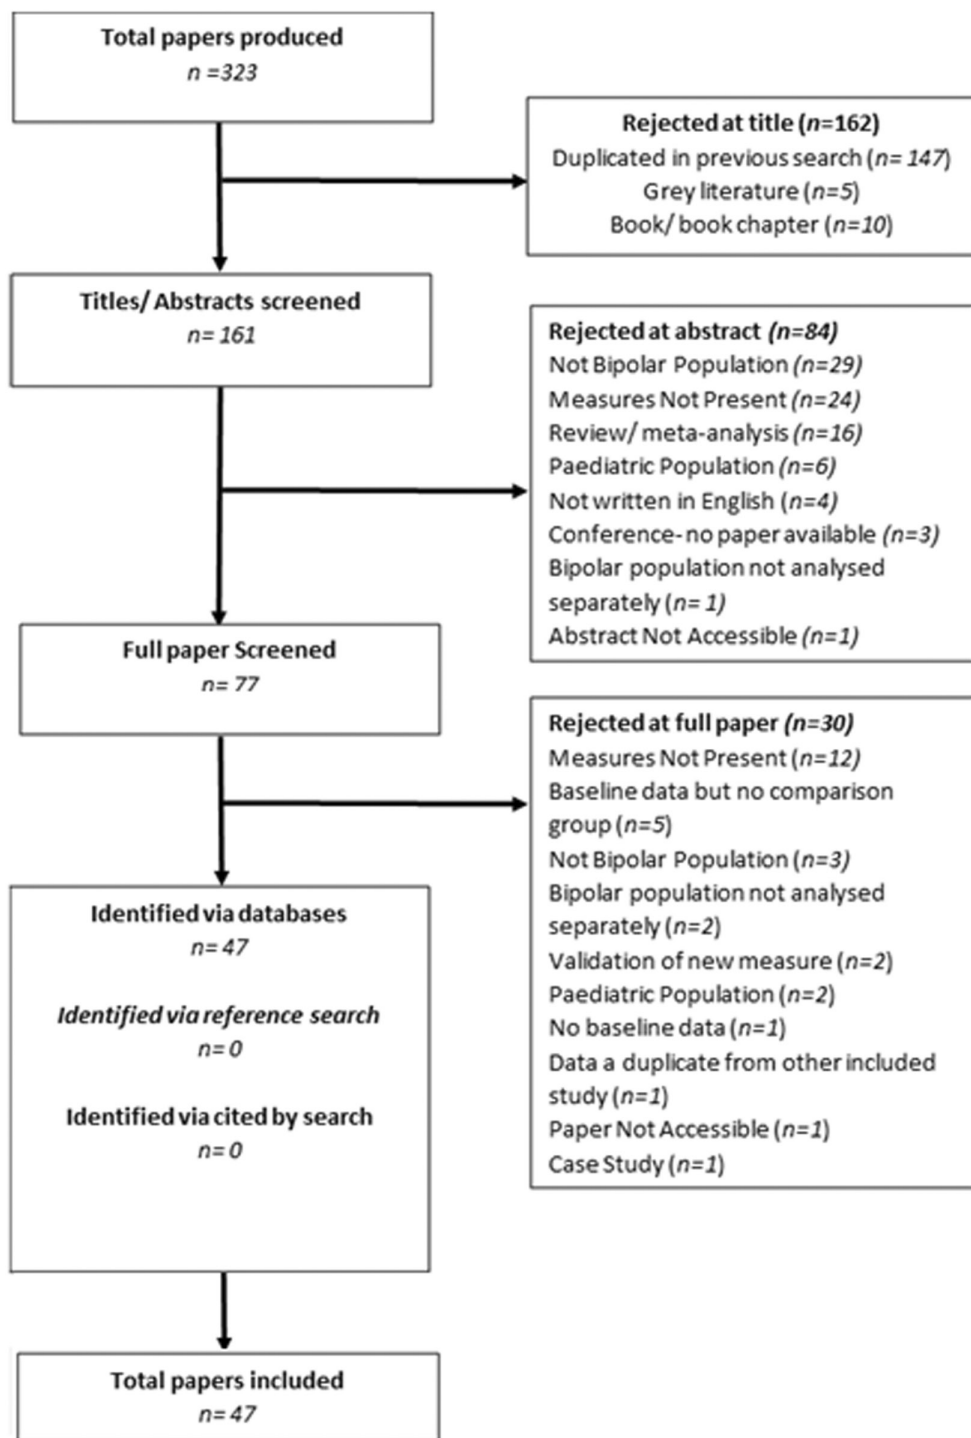 Total papers produced
n =323
Rejected at title (n=162)
Duplicated in previous search (n= 147)
Grey literature (n=5)
Book/ book chapter (n=10)
Titles/ Abstracts screened
n= 161
Rejected at abstract (n=84)
Not Bipolar Population (n=29)
Measures Not Present (n=24)
Review/ meta-analysis (n=16)
Paediatric Population (n=6)
Not written in English (n=4)
Conference- no paper available (n=3)
Bipolar population not analysed
separately (n= 1)
Abstract Not Accessible (n=1)
Full paper Screened
n= 77
Rejected at full paper (n=30)
Measures Not Present (n=12)
Baseline data but no comparison
group (n=5)
Not Bipolar Population (n=3)
Bipolar population not analysed
separately (n=2)
Validation of new measure (n=2)
Paediatric Population (n=2)
No baseline data (n=1)
Data a duplicate from other included
study (n=1)
Paper Not Accessible (n=1)
Case Study (n=1)
Identified via databases
n= 47
Identified via reference search
n= 0
Identified via cited by search
n= 0
Total papers included
n= 47